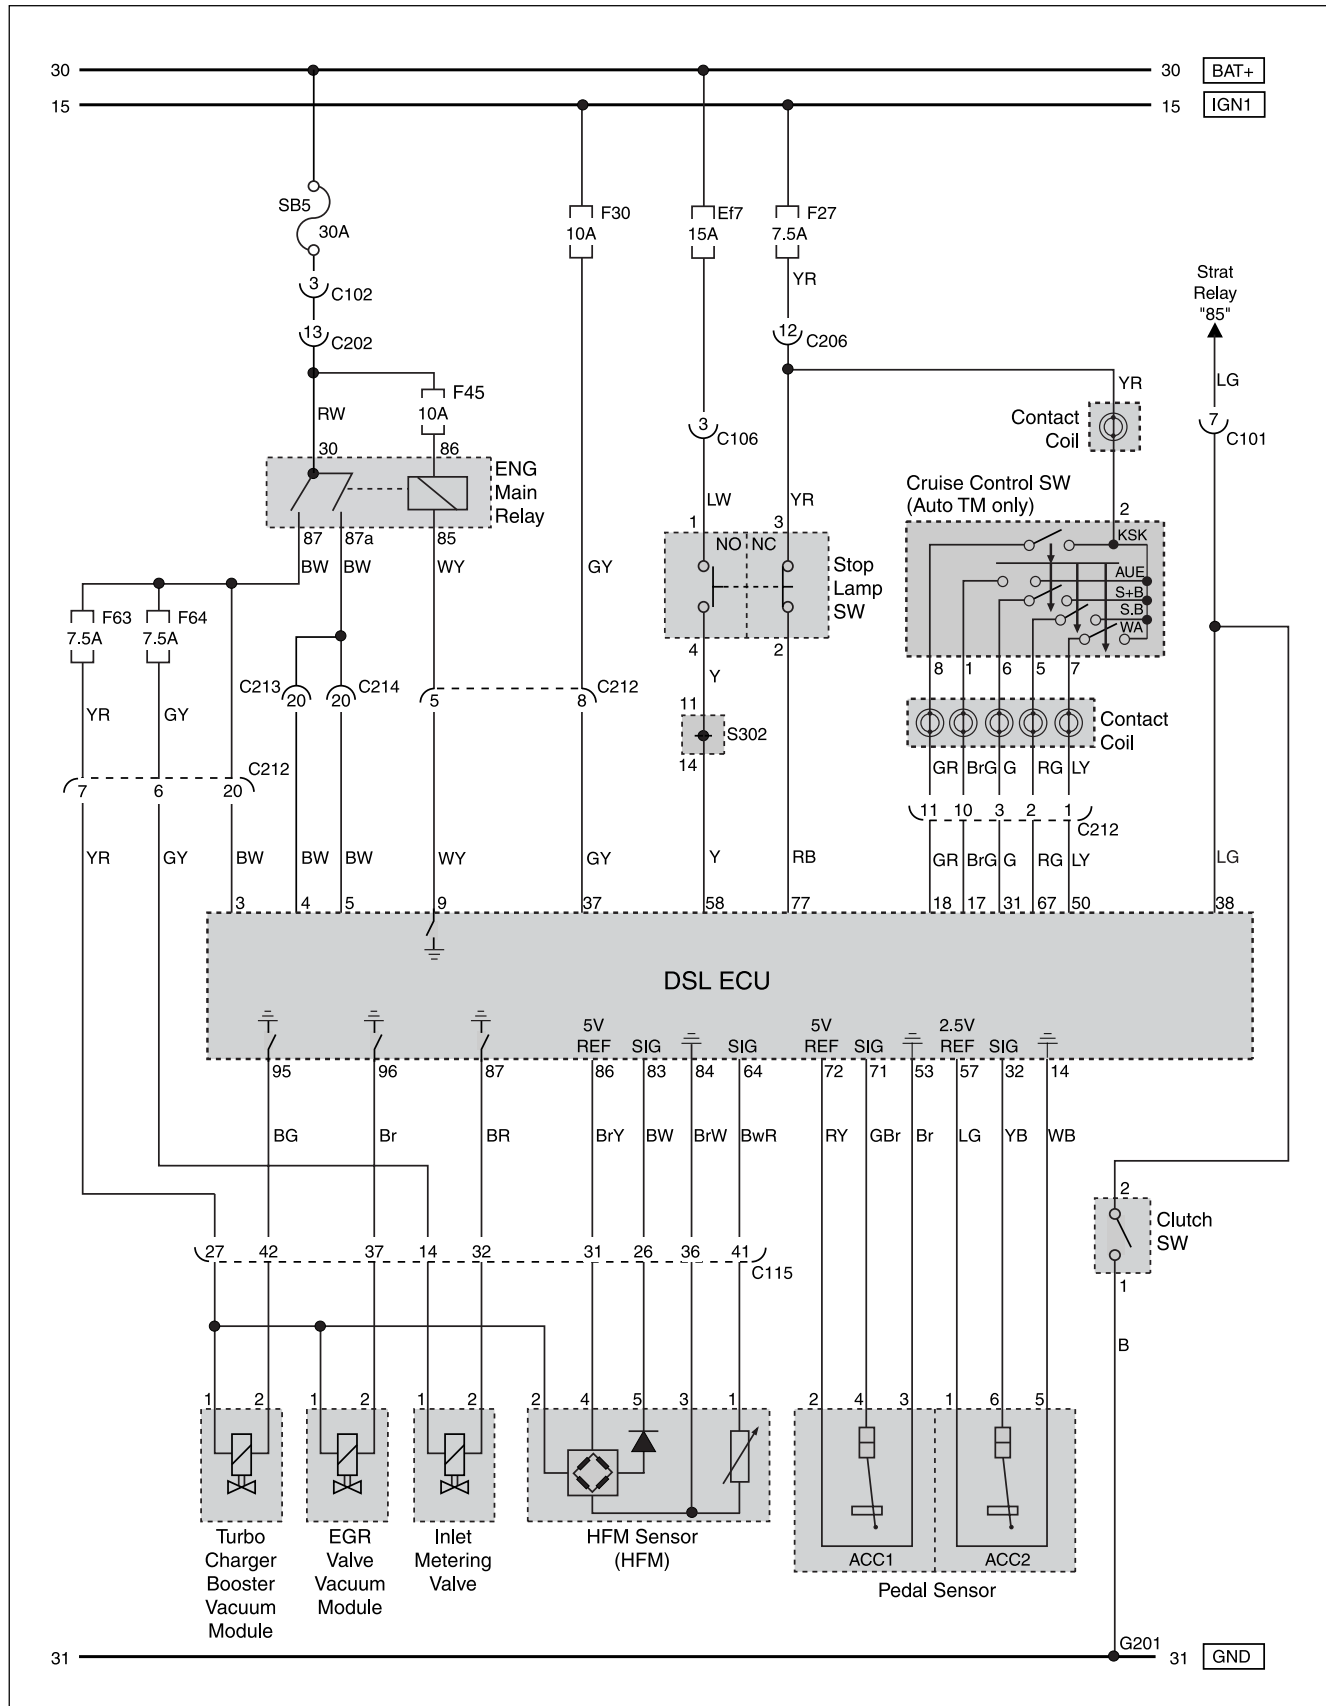 30 30 BAT+
15 15 IGN1
SB5
30A
F30
10A
Ef7
15A
F27
7.5A
YR
Strat
Relay
"85"
3 C102
13 C202
12 C206
F45
10A
RW
YR
LG
Contact
Coil
3 C106
7 C101
30 86
ENG
Main
Relay
Cruise Control SW
(Auto TM only)
LW YR
1 3 2
87 87a 85
NO NC
Stop
Lamp
SW
KSK
AUE
S+B
S.B
WA
BW BW WY GY
F63
7.5A
F64
7.5A
4 2
8 1 6 5 7
Y
C213 20 20 C214
5 8 C212
11
S302
14
Contact
Coil
YR GY
C212
7 6 20
GR BrG G RG LY
11 10 3 2 1
C212
YR GY BW BW BW WY GY Y RB GR BrG G RG LY LG
3 4 5 9 37 58 77 18 17 31 67 50 38
DSL ECU
5V
REF SIG SIG
5V
REF SIG
2.5V
REF SIG
95 96 87 86 83 84 64 72 71 53 57 32 14
BG Br BR BrY BW BrW BwR RY GBr Br LG YB WB
2
Clutch
SW
1
27 42 37 14 32 31 26 36 41
C115
B
1 2 1 2 1 2 2 4 5 3 1 2 4 3 1 6 5
Turbo
Charger
Booster
Vacuum
Module
EGR
Valve
Vacuum
Module
Inlet
Metering
Valve
HFM Sensor
(HFM)
ACC1 ACC2
Pedal Sensor
G201
31 31 GND